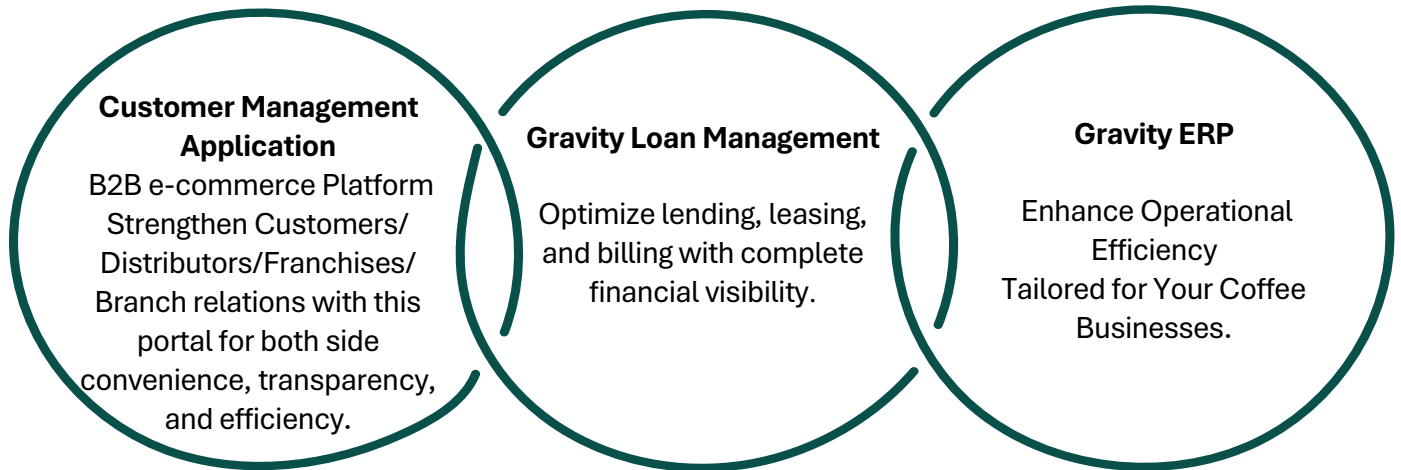 Customer Management
Application
B2B e-commerce Platform
Strengthen Customers/
Distributors/Franchises/
Branch relations with this
portal for both side
convenience, transparency,
and efficiency.
Gravity Loan Management
Optimize lending, leasing,
and billing with complete
financial visibility.
Gravity ERP
Enhance Operational
Efficiency
Tailored for Your Coffee
Businesses.